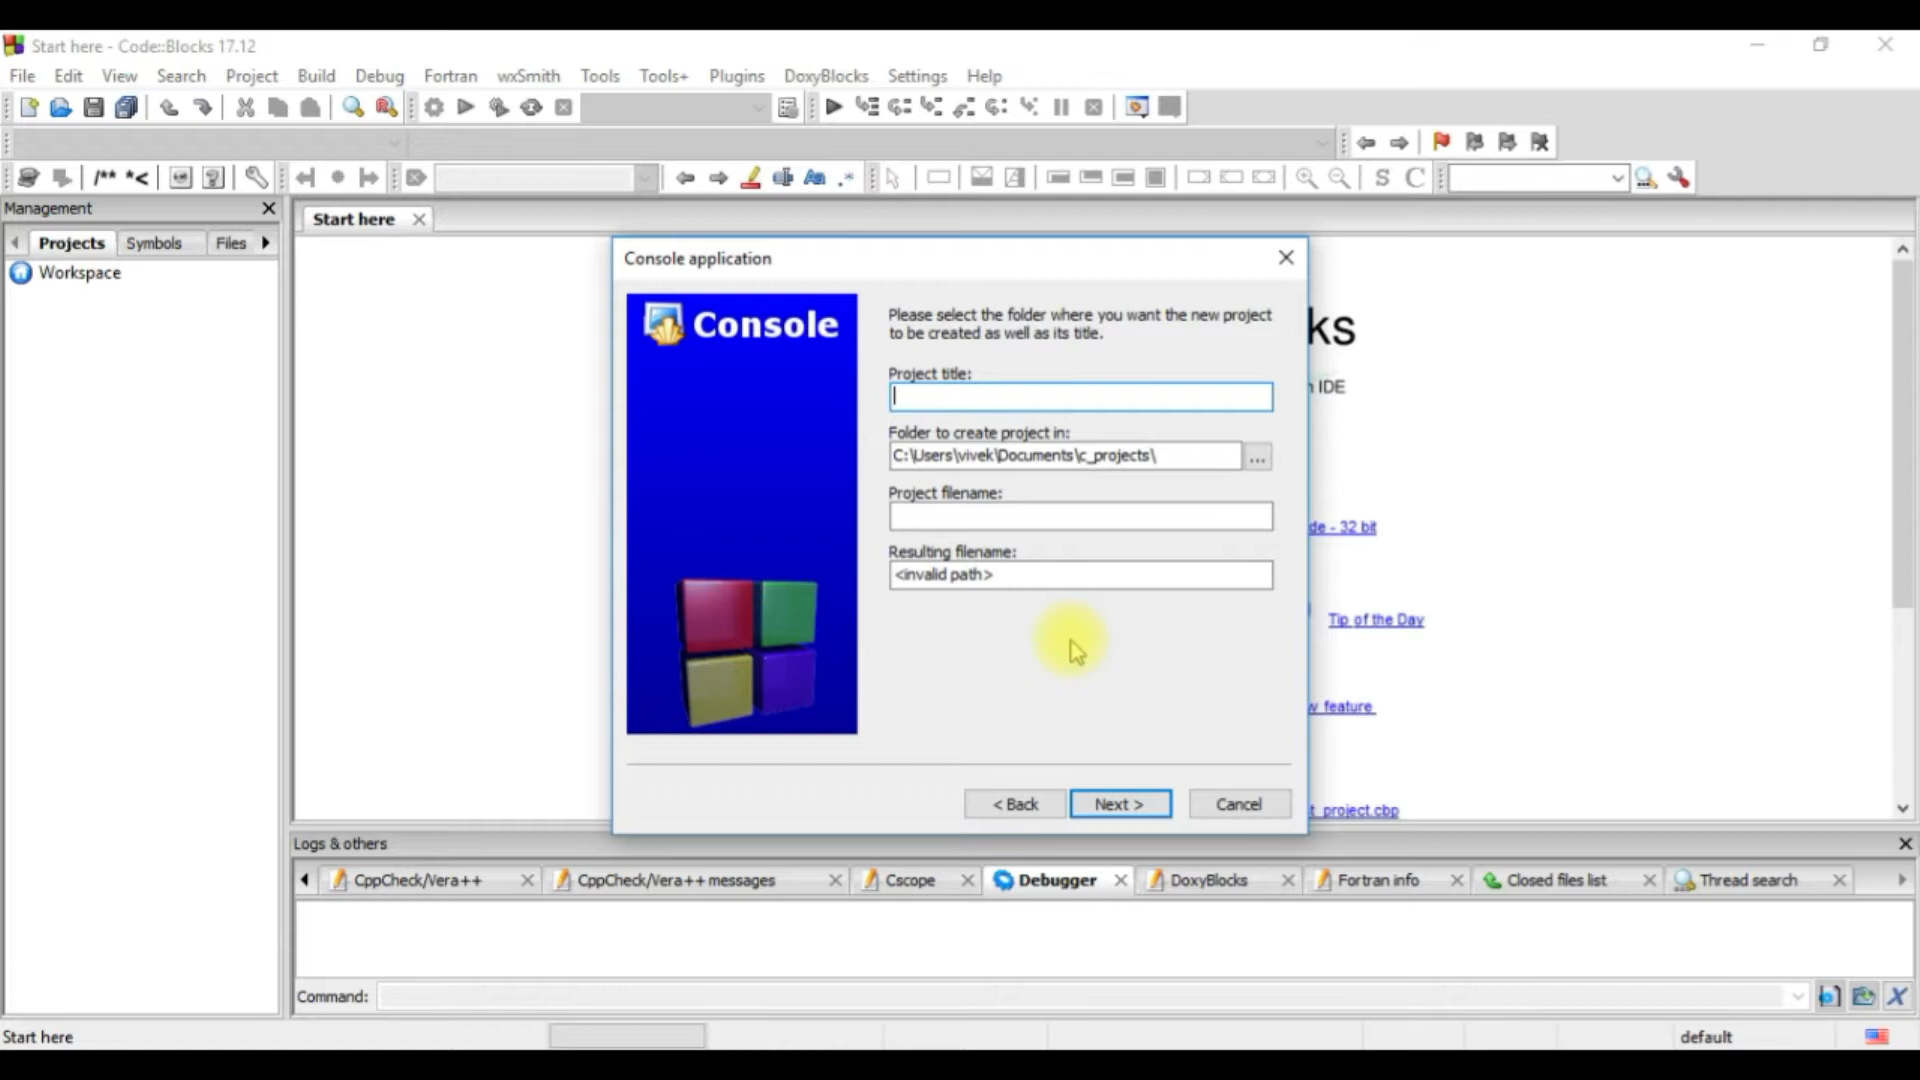 Start here - Code::Blocks 17.12
File Edit View Search Project Build Debug Fortran wxSmith Tools Tools+ Plugins DoxyBlocks Settings Help
/** *<
Aa .*
S C
Management
Projects Symbols Files
Workspace
Start here
Console application
Console
Please select the folder where you want the new project
to be created as well as its title.
Project title:
Folder to create project in:
C:\Users\vivek\Documents\c_projects\
...
Project filename:
Resulting filename:
<invalid path>
< Back Next > Cancel
ks
IDE
de - 32 bit
Tip of the Day
feature
t_project.cbp
Logs & others
CppCheck/Vera++ CppCheck/Vera++ messages Cscope Debugger DoxyBlocks Fortran info Closed files list Thread search
Command:
Start here
default